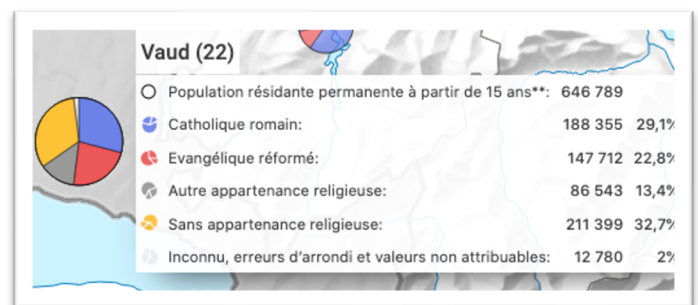 Vaud (22)
Population résidante permanente à partir de 15 ans**: 646 789
Catholique romain: 188 355 29,1%
Evangélique réformé: 147 712 22,8%
Autre appartenance religieuse: 86 543 13,4%
Sans appartenance religieuse: 211 399 32,7%
Inconnu, erreurs d'arrondi et valeurs non attribuables: 12 780 2%